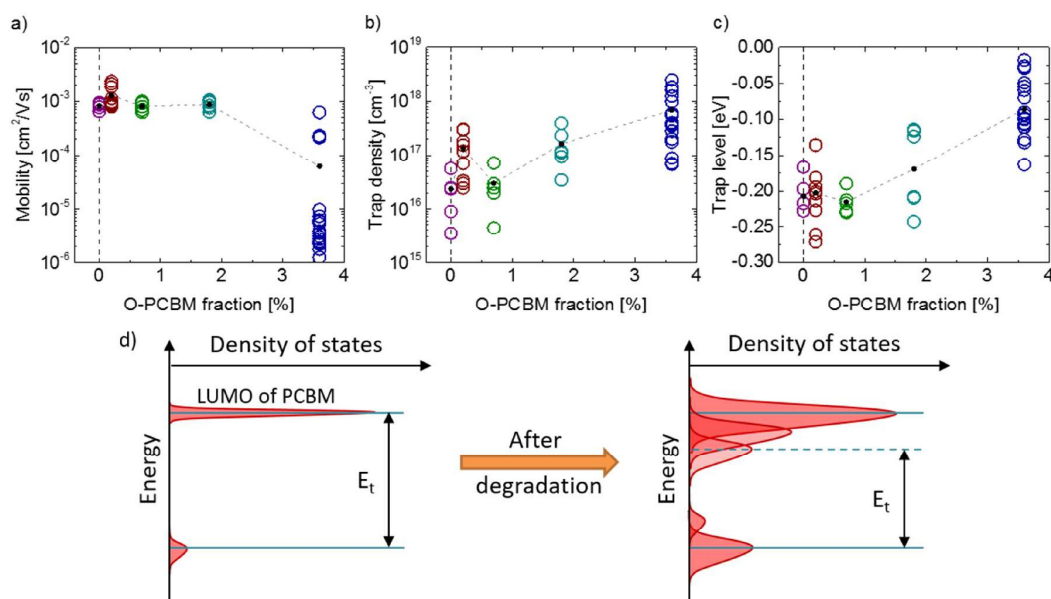 a)
Mobility [cm²/Vs]
10⁻²
10⁻³
10⁻⁴
10⁻⁵
10⁻⁶
0 1 2 3 4
O-PCBM fraction [%]
b)
Trap density [cm⁻³]
10¹⁹
10¹⁸
10¹⁷
10¹⁶
10¹⁵
0 1 2 3 4
O-PCBM fraction [%]
c)
Trap level [eV]
0.00
-0.05
-0.10
-0.15
-0.20
-0.25
-0.30
0 1 2 3 4
O-PCBM fraction [%]
d)
Density of states
LUMO of PCBM
Energy
Eₜ
After
degradation
Density of states
Energy
Eₜ